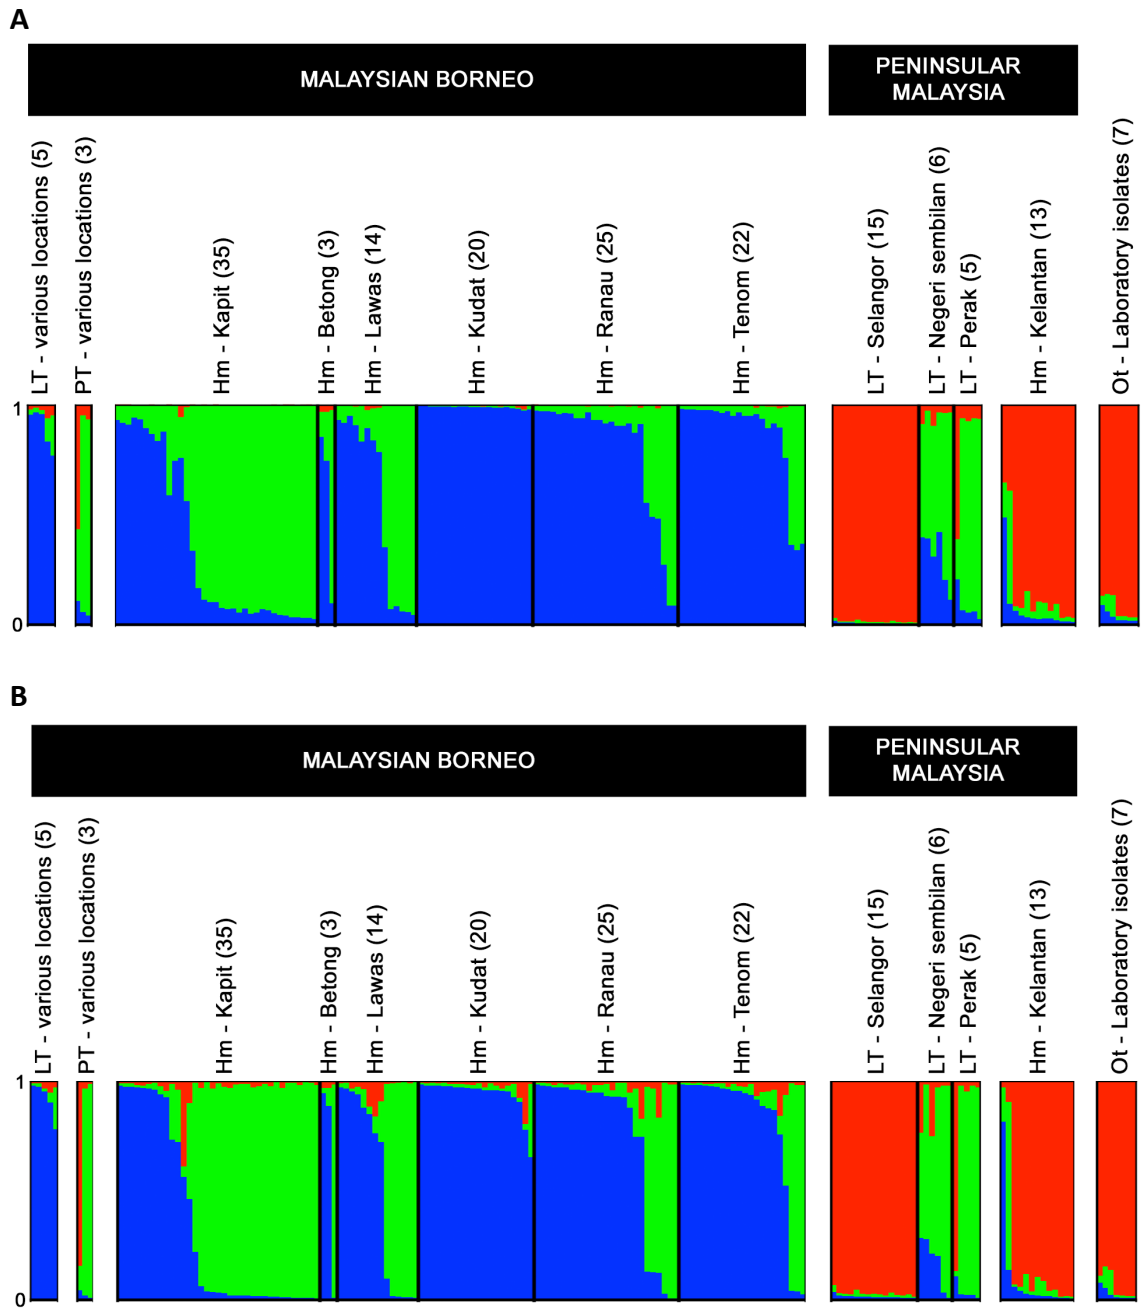 A
MALAYSIAN BORNEO
PENINSULAR
MALAYSIA
LT - various locations (5)
PT - various locations (3)
Hm - Kapit (35)
Hm - Betong (3)
Hm - Lawas (14)
Hm - Kudat (20)
Hm - Ranau (25)
Hm - Tenom (22)
LT - Selangor (15)
LT - Negeri sembilan (6)
LT - Perak (5)
Hm - Kelantan (13)
Ot - Laboratory isolates (7)
1
0
B
MALAYSIAN BORNEO
PENINSULAR
MALAYSIA
LT - various locations (5)
PT - various locations (3)
Hm - Kapit (35)
Hm - Betong (3)
Hm - Lawas (14)
Hm - Kudat (20)
Hm - Ranau (25)
Hm - Tenom (22)
LT - Selangor (15)
LT - Negeri sembilan (6)
LT - Perak (5)
Hm - Kelantan (13)
Ot - Laboratory isolates (7)
1
0